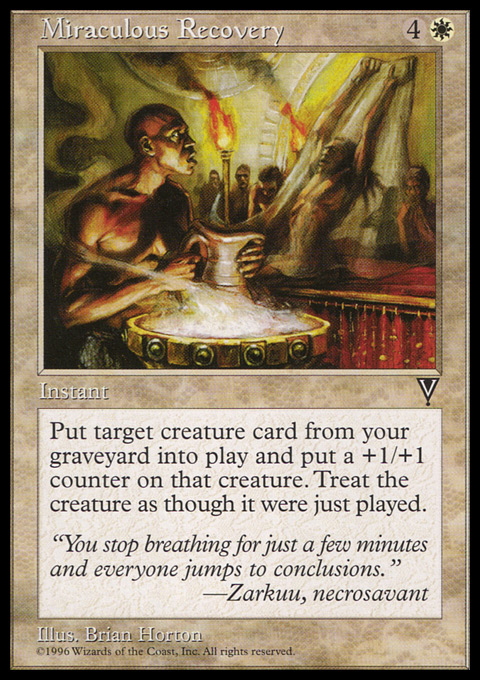 Miraculous Recovery 4
Instant
Put target creature card from your
graveyard into play and put a +1/+1
counter on that creature. Treat the
creature as though it were just played.
“You stop breathing for just a few minutes
and everyone jumps to conclusions.”
—Zarkuu, necrosavant
Illus. Brian Horton
©1996 Wizards of the Coast, Inc. All rights reserved.